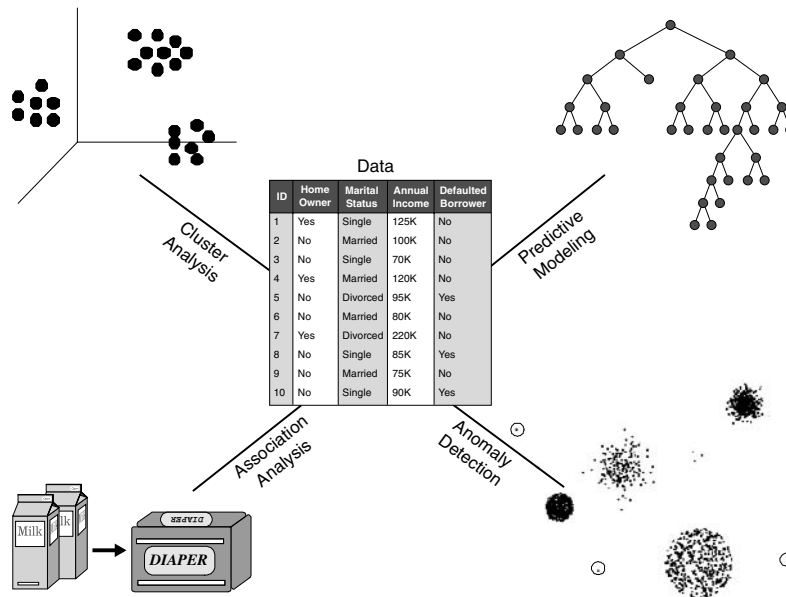 Data
ID Home Owner Marital Status Annual Income Defaulted Borrower
1 Yes Single 125K No
2 No Married 100K No
3 No Single 70K No
4 Yes Married 120K No
5 No Divorced 95K Yes
6 No Married 80K No
7 Yes Divorced 220K No
8 No Single 85K Yes
9 No Married 75K No
10 No Single 90K Yes
Cluster
Analysis
Predictive
Modeling
Association
Analysis
Anomaly
Detection
Milk
DIAPER
DIAPER